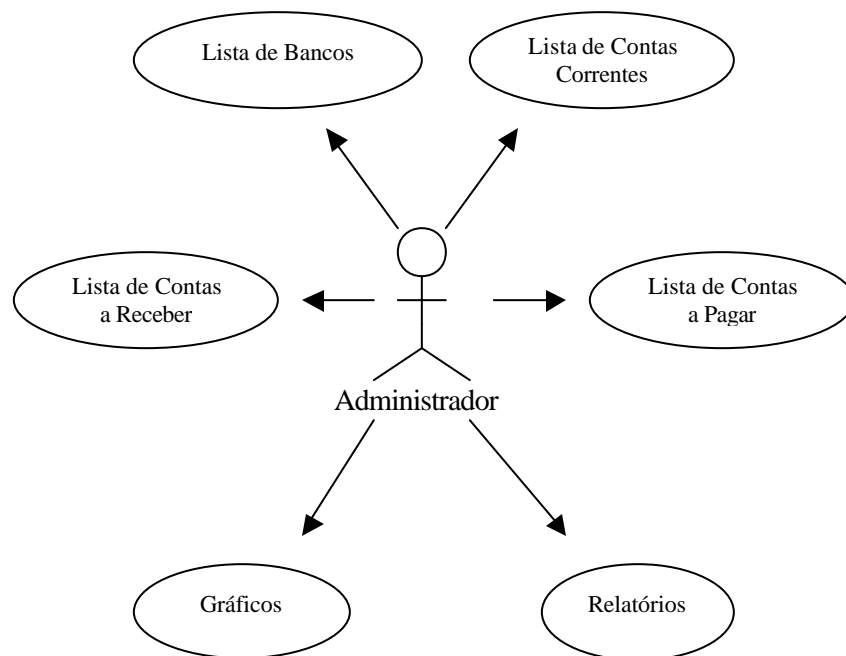 Lista de Bancos
Lista de Contas
Correntes
Lista de Contas
a Receber
Lista de Contas
a Pagar
Administrador
Gráficos
Relatórios